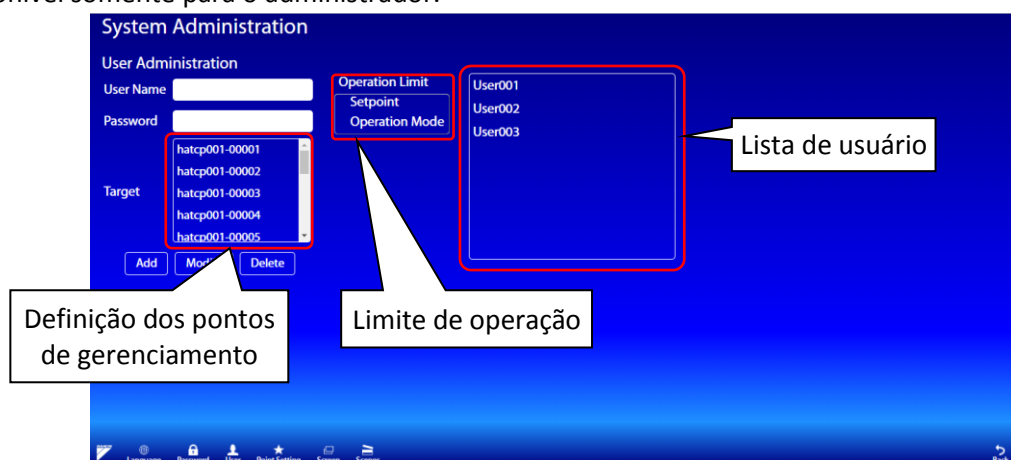 somente para o administrador.
System Administration
User Administration
User Name
Password
Target
hatcp001-00001
hatcp001-00002
hatcp001-00003
hatcp001-00004
hatcp001-00005
Add
Delete
Operation Limit
Setpoint
Operation Mode
User001
User002
User003
Lista de usuário
Definição dos pontos
de gerenciamento
Limite de operação
Language
Password
User
Point Setting
Screen
Scenes
Back